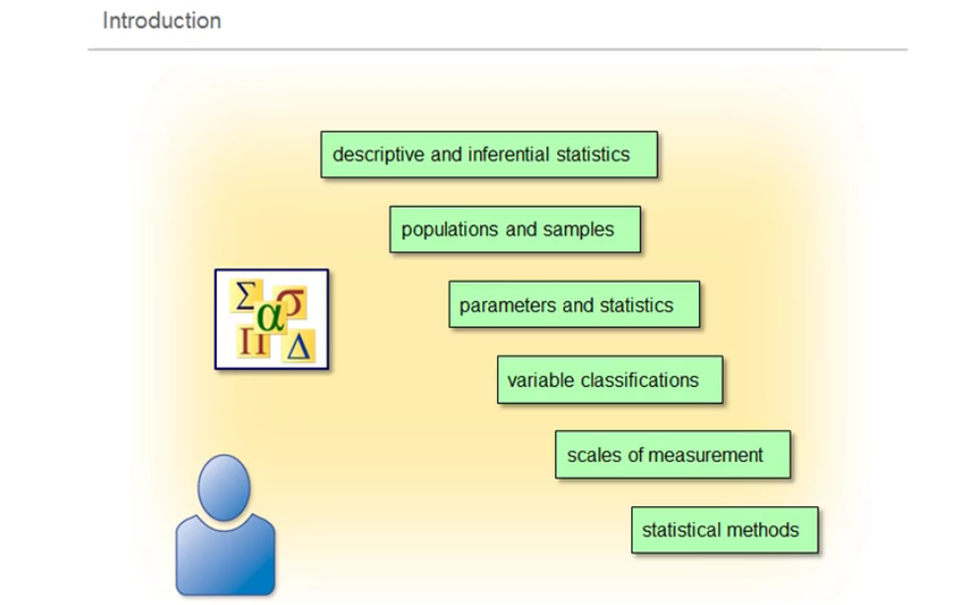 Introduction
descriptive and inferential statistics
populations and samples
parameters and statistics
Σ σ
α
Π Δ
variable classifications
scales of measurement
statistical methods